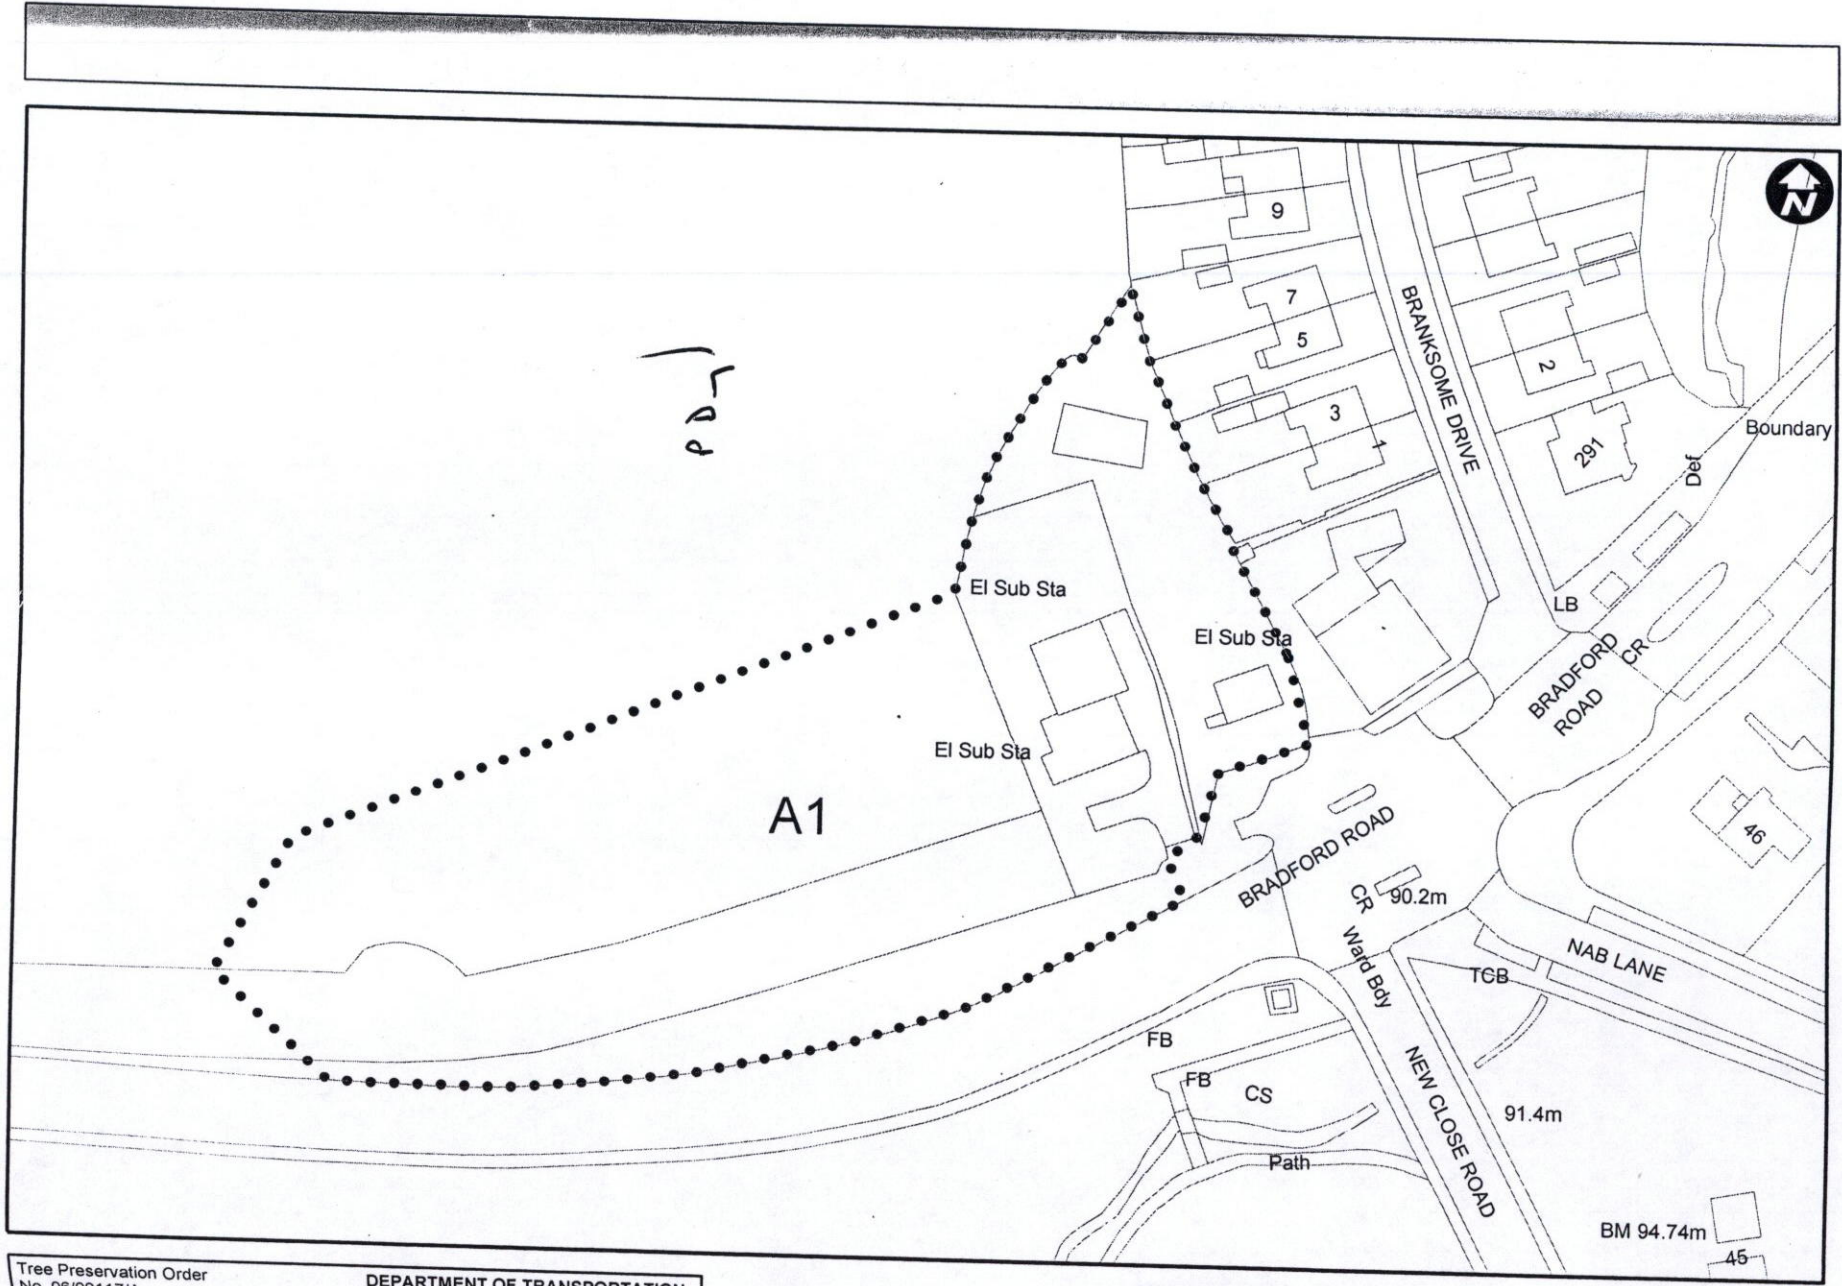 N
9
7
5
3
1
BRANKSOME DRIVE
2
291
Def
Boundary
El Sub Sta
El Sub Sta
El Sub Sta
LB
BRADFORD
ROAD
CR
A1
BRADFORD ROAD
CR
90.2m
Ward Bdy
46
NAB LANE
TCB
FB
FB
CS
Path
NEW CLOSE ROAD
91.4m
BM 94.74m
45
Tree Preservation Order
DEPARTMENT OF TRANSPORTATION